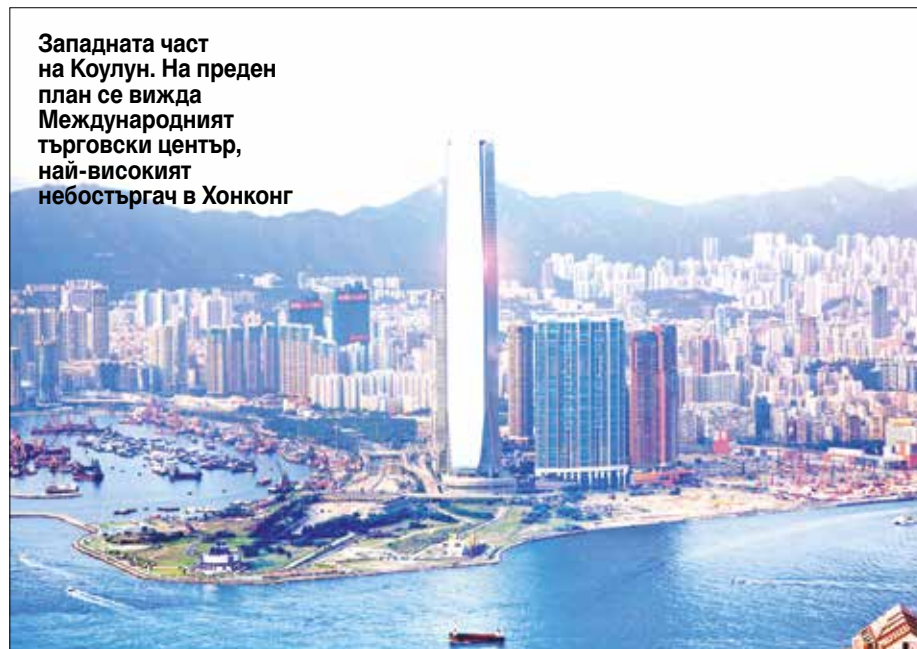 Западната част
на Коулун. На преден
план се вижда
Международният
търговски център,
най-високият
небостъргач в Хонконг